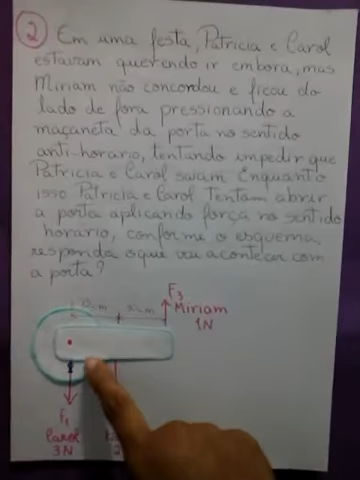 2 Em uma festa, Patricia e Carol
estavam querendo ir embora, mas
Miriam não concordou e ficou do
lado de fora pressionando a
maçaneta da porta no sentido
anti-horario, tentando impedir que
Patricia e Carol saiam. Enquanto
isso Patricia e Carol Tentam abrir
a porta aplicando força no sentido
horario, conforme o esquema,
responda o que vai acontecer com
a porta?
F3
Miriam
1N
F1
Carol
3N